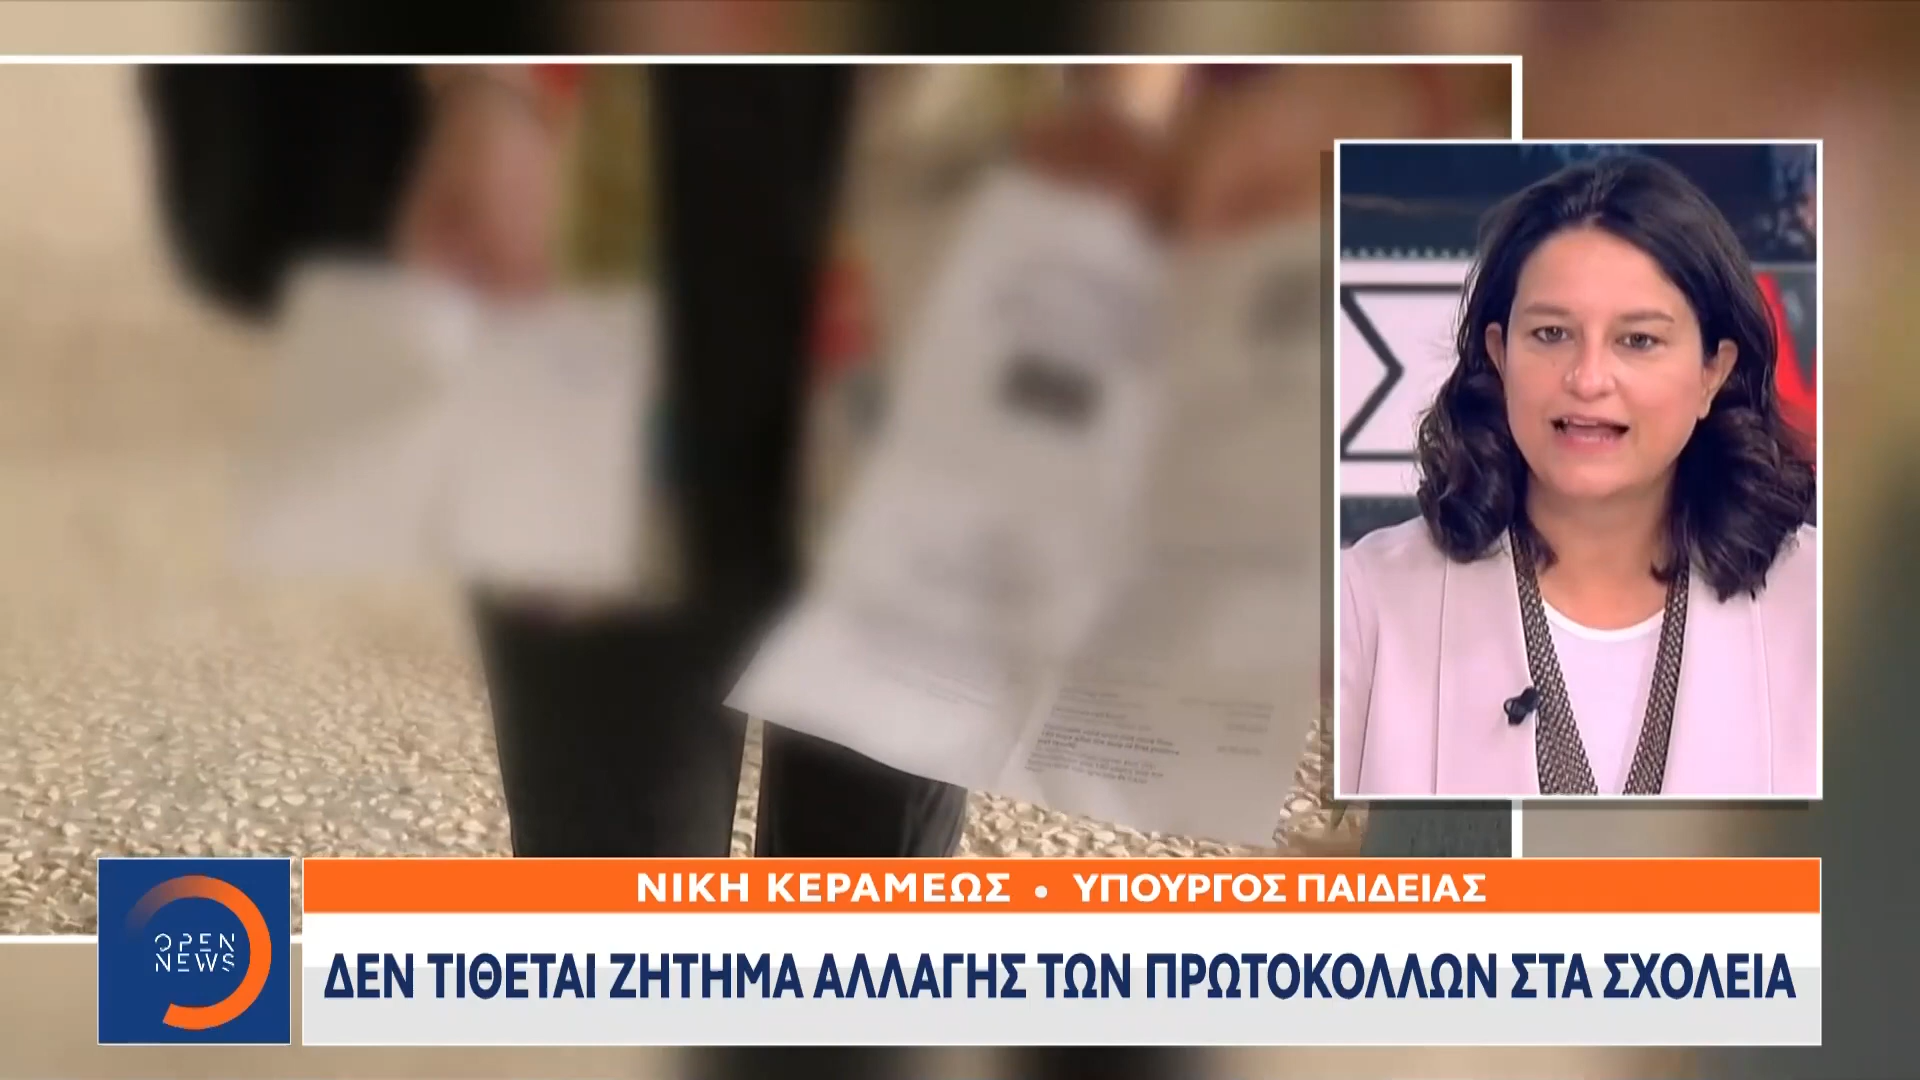 ΝΙΚΗ ΚΕΡΑΜΕΩΣ • ΥΠΟΥΡΓΟΣ ΠΑΙΔΕΙΑΣ
OPEN
NEWS
ΔΕΝ ΤΙΘΕΤΑΙ ΖΗΤΗΜΑ ΑΛΛΑΓΗΣ ΤΩΝ ΠΡΩΤΟΚΟΛΛΩΝ ΣΤΑ ΣΧΟΛΕΙΑ